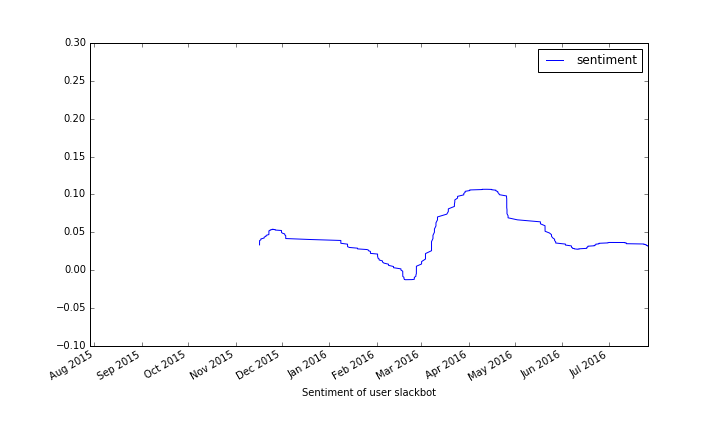 0.30
0.25
0.20
0.15
0.10
0.05
0.00
−0.05
−0.10
sentiment
Aug 2015
Sep 2015
Oct 2015
Nov 2015
Dec 2015
Jan 2016
Feb 2016
Mar 2016
Apr 2016
May 2016
Jun 2016
Jul 2016
Sentiment of user slackbot